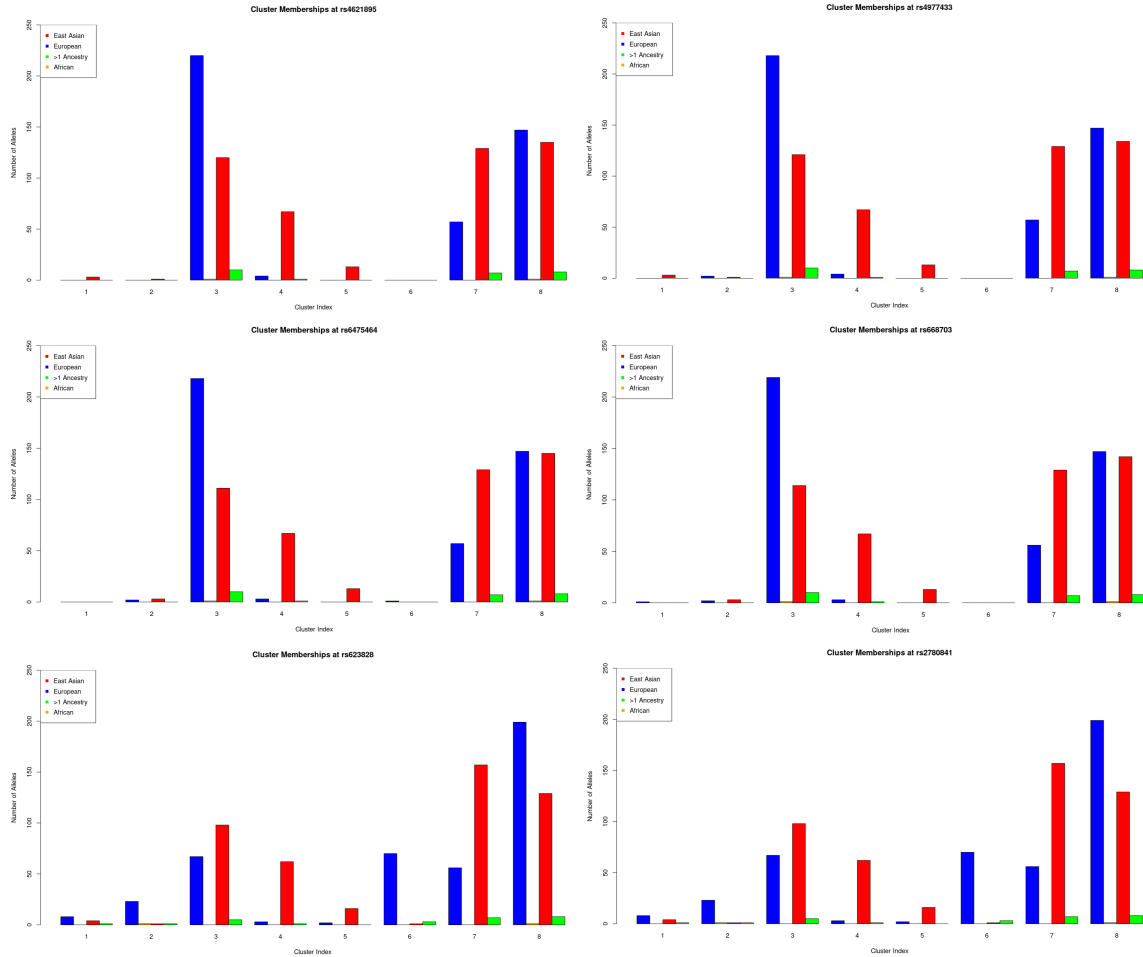 Cluster Memberships at rs4621895
East Asian
European
>1 Ancestry
African
Number of Alleles
0 50 100 150 200 250
1 2 3 4 5 6 7 8
Cluster Index
Cluster Memberships at rs4977433
East Asian
European
>1 Ancestry
African
Number of Alleles
0 50 100 150 200 250
1 2 3 4 5 6 7 8
Cluster Index
Cluster Memberships at rs6475464
East Asian
European
>1 Ancestry
African
Number of Alleles
0 50 100 150 200 250
1 2 3 4 5 6 7 8
Cluster Index
Cluster Memberships at rs668703
East Asian
European
>1 Ancestry
African
Number of Alleles
0 50 100 150 200 250
1 2 3 4 5 6 7 8
Cluster Index
Cluster Memberships at rs623828
East Asian
European
>1 Ancestry
African
Number of Alleles
0 50 100 150 200 250
1 2 3 4 5 6 7 8
Cluster Index
Cluster Memberships at rs2780841
East Asian
European
>1 Ancestry
African
Number of Alleles
0 50 100 150 200 250
1 2 3 4 5 6 7 8
Cluster Index